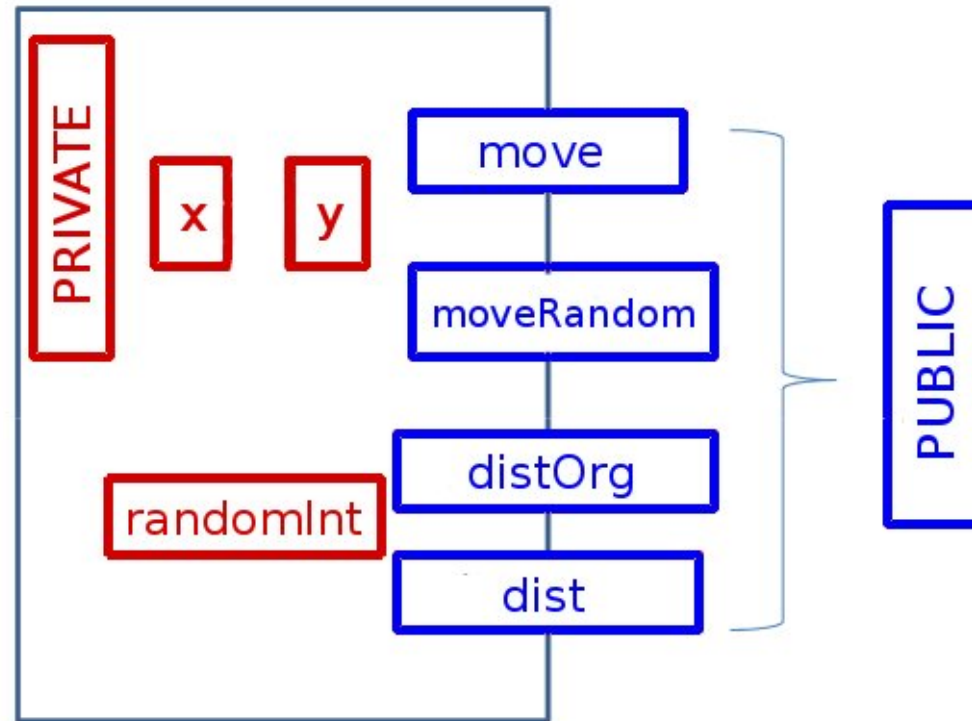 PRIVATE
x
y
move
moveRandom
distOrg
randomInt
dist
PUBLIC